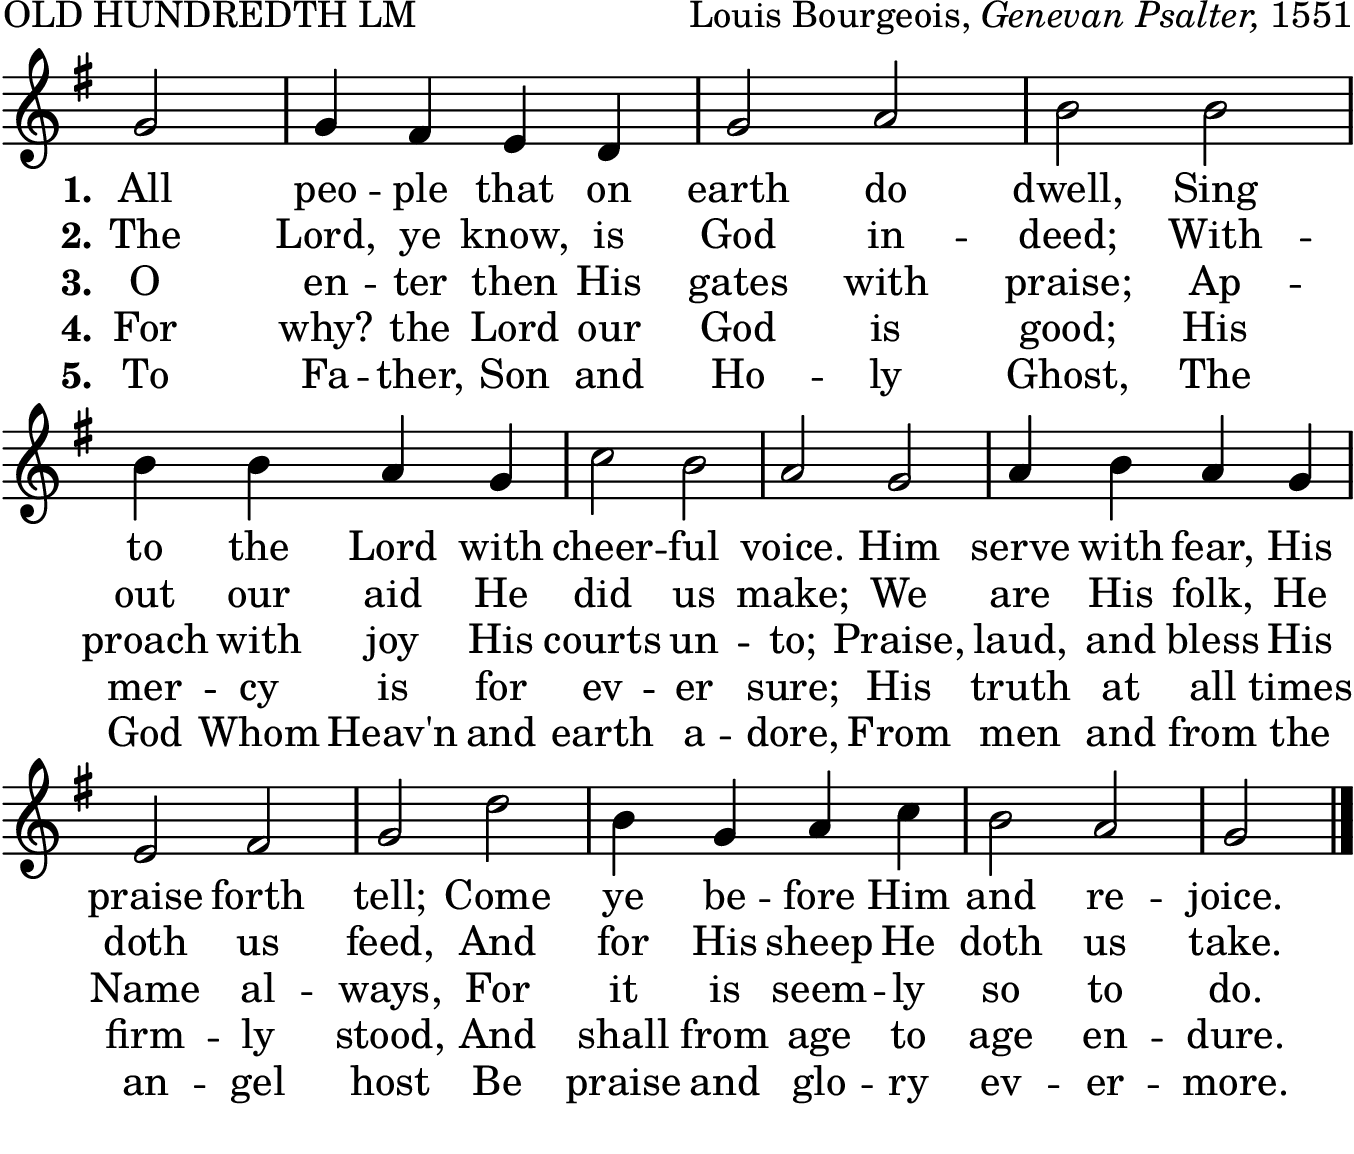 OLD HUNDREDTH LM Louis Bourgeois, Genevan Psalter, 1551
1. All peo - ple that on earth do dwell, Sing
2. The Lord, ye know, is God in - deed; With -
3. O en - ter then His gates with praise; Ap -
4. For why? the Lord our God is good; His
5. To Fa - ther, Son and Ho - ly Ghost, The
to the Lord with cheer - ful voice. Him serve with fear, His
out our aid He did us make; We are His folk, He
proach with joy His courts un - to; Praise, laud, and bless His
mer - cy is for ev - er sure; His truth at all times
God Whom Heav'n and earth a - dore, From men and from the
praise forth tell; Come ye be - fore Him and re - joice.
doth us feed, And for His sheep He doth us take.
Name al - ways, For it is seem - ly so to do.
firm - ly stood, And shall from age to age en - dure.
an - gel host Be praise and glo - ry ev - er - more.